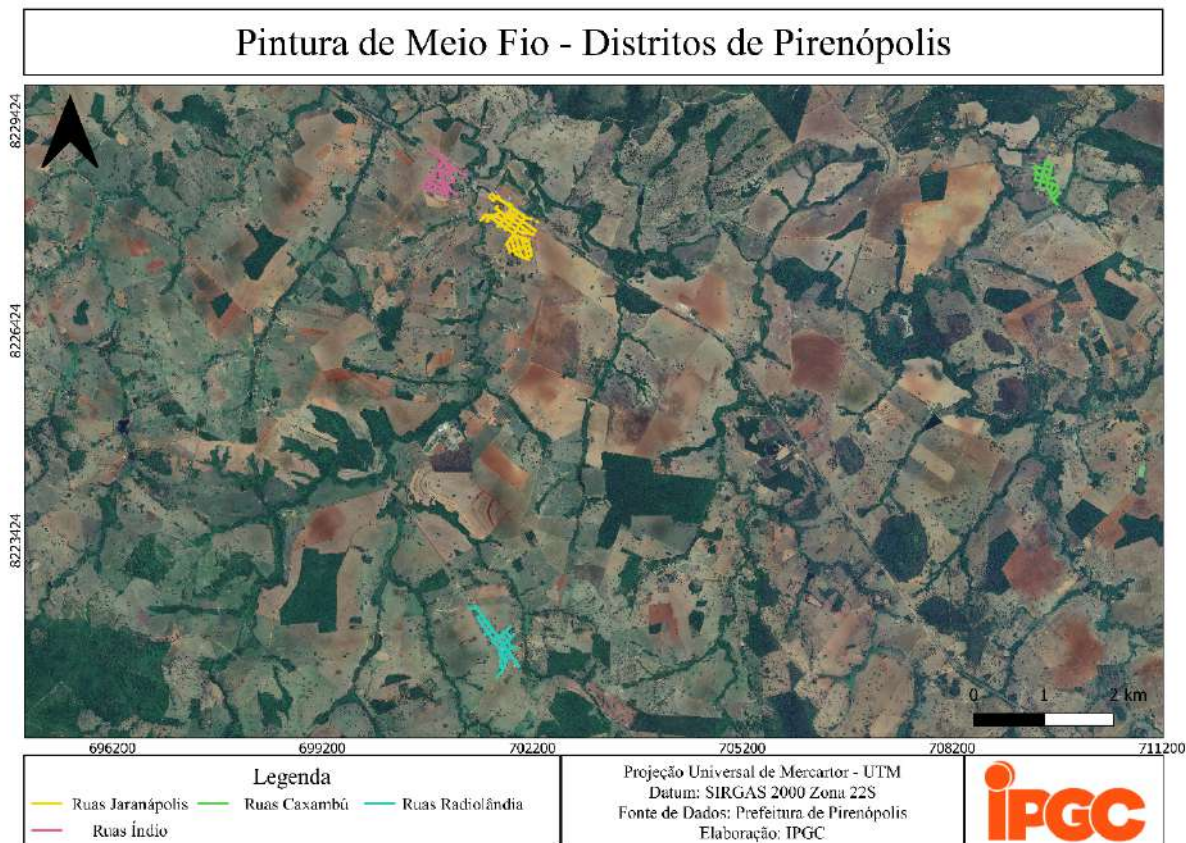 Pintura de Meio Fio - Distritos de Pirenópolis
8229424
8226424
8223424
0 1 2 km
696200 699200 702200 705200 708200 711200
Legenda
Ruas Jaranápolis Ruas Caxambú Ruas Radiolândia
Ruas Índio
Projeção Universal de Mercartor - UTM
Datum: SIRGAS 2000 Zona 22S
Fonte de Dados: Prefeitura de Pirenópolis
Elaboração: IPGC
iPGC